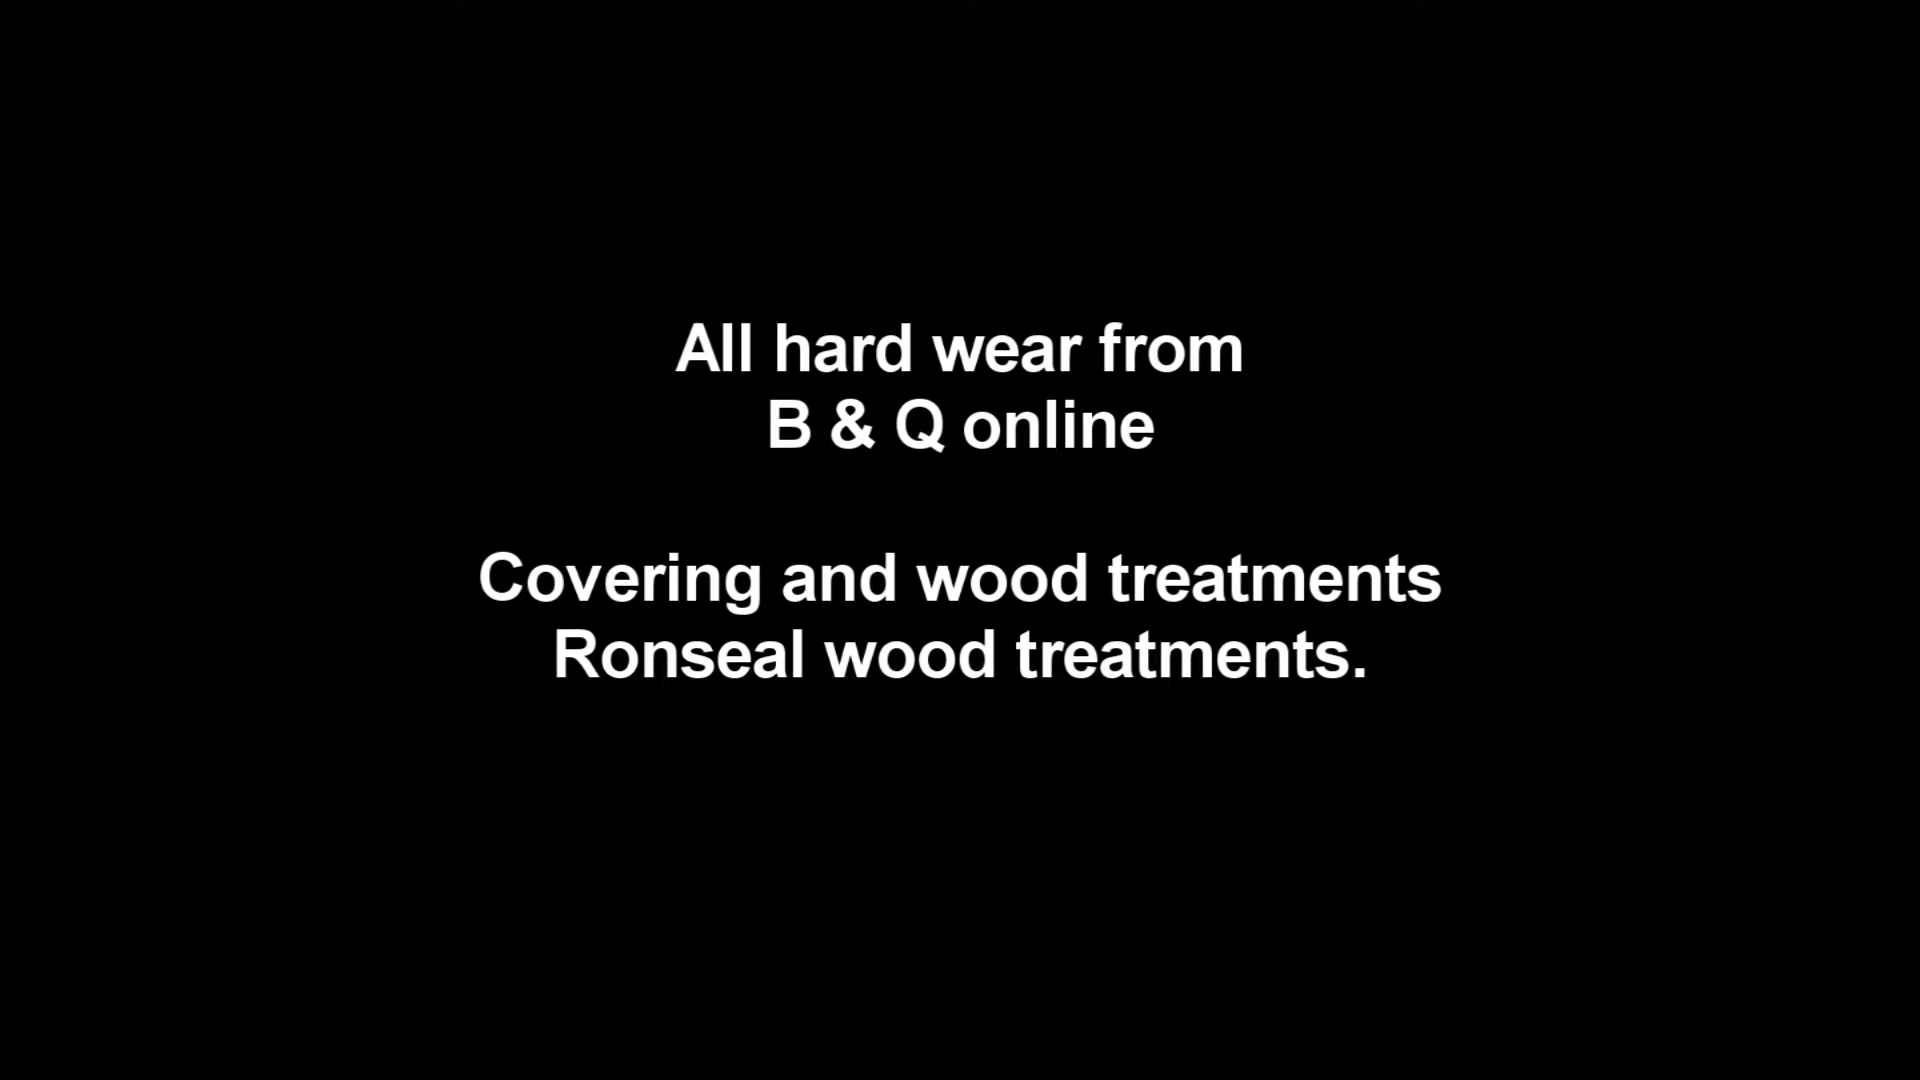 All hard wear from
B & Q online
Covering and wood treatments
Ronseal wood treatments.